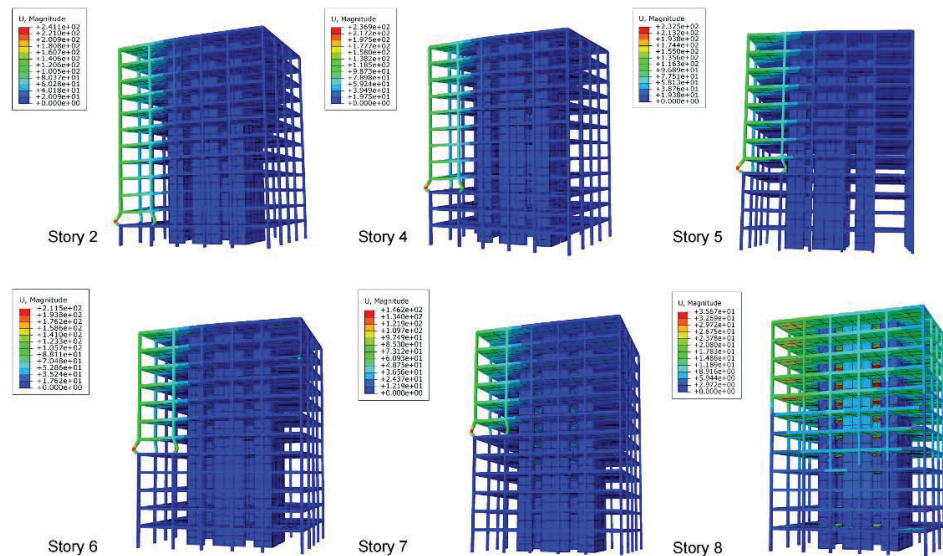 U, Magnitude
+2.411e+02
+2.210e+02
+2.009e+02
+1.808e+02
+1.607e+02
+1.406e+02
+1.206e+02
+1.005e+02
+8.037e+01
+6.028e+01
+4.018e+01
+2.009e+01
+0.000e+00
Story 2
U, Magnitude
+2.369e+02
+2.172e+02
+1.975e+02
+1.777e+02
+1.580e+02
+1.382e+02
+1.185e+02
+9.873e+01
+7.898e+01
+5.924e+01
+3.949e+01
+1.975e+01
+0.000e+00
Story 4
U, Magnitude
+2.325e+02
+2.132e+02
+1.938e+02
+1.744e+02
+1.550e+02
+1.356e+02
+1.163e+02
+9.689e+01
+7.751e+01
+5.813e+01
+3.876e+01
+1.938e+01
+0.000e+00
Story 5
U, Magnitude
+2.115e+02
+1.938e+02
+1.762e+02
+1.586e+02
+1.410e+02
+1.233e+02
+1.057e+02
+8.811e+01
+7.048e+01
+5.286e+01
+3.524e+01
+1.762e+01
+0.000e+00
Story 6
U, Magnitude
+1.462e+02
+1.340e+02
+1.219e+02
+1.097e+02
+9.749e+01
+8.530e+01
+7.312e+01
+6.093e+01
+4.875e+01
+3.656e+01
+2.437e+01
+1.219e+01
+0.000e+00
Story 7
U, Magnitude
+3.567e+01
+3.269e+01
+2.972e+01
+2.675e+01
+2.378e+01
+2.080e+01
+1.783e+01
+1.486e+01
+1.189e+01
+8.916e+00
+5.944e+00
+2.972e+00
+0.000e+00
Story 8